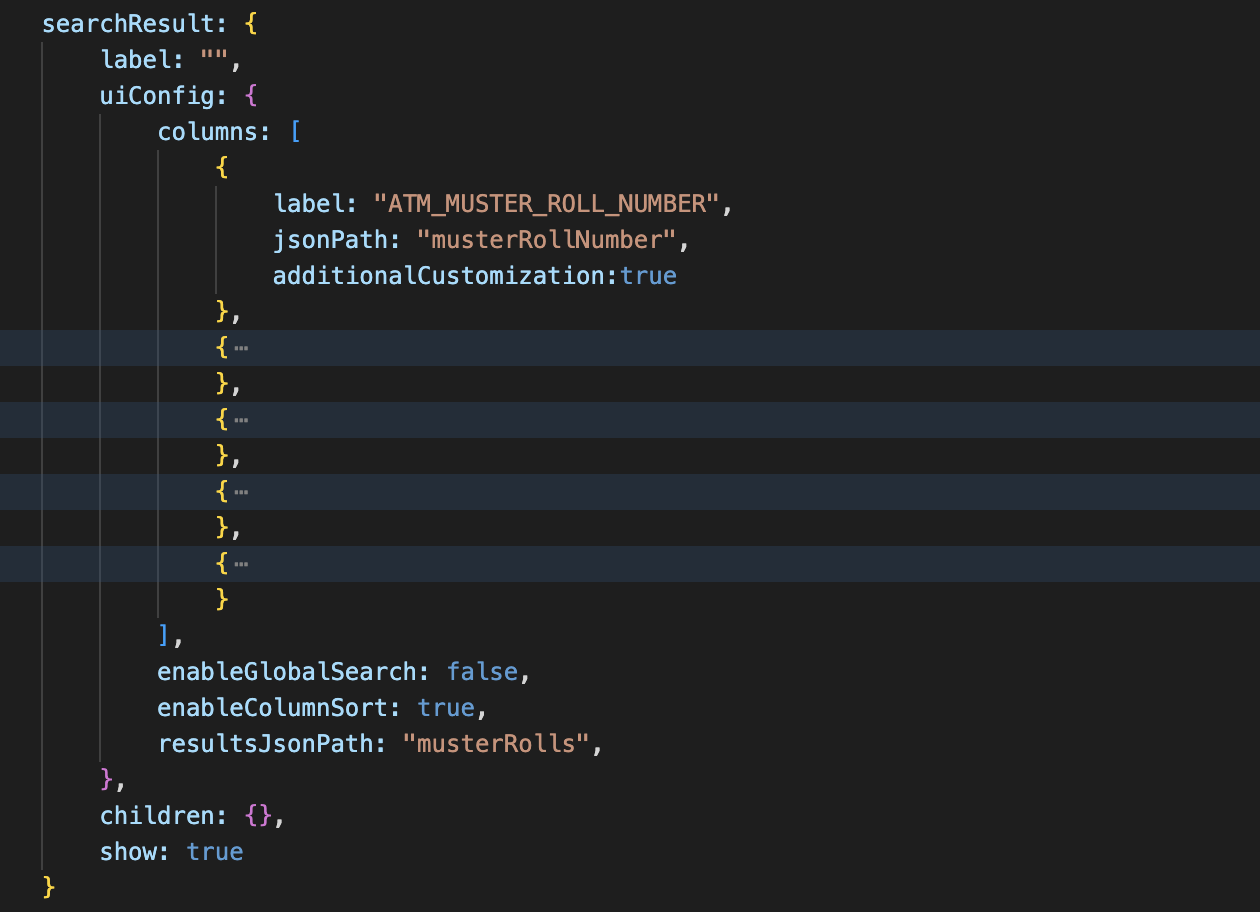 searchResult: {
label: "",
uiConfig: {
columns: [
{
label: "ATM_MUSTER_ROLL_NUMBER",
jsonPath: "musterRollNumber",
additionalCustomization:true
},
{⋯
},
{⋯
},
{⋯
},
{⋯
}
],
enableGlobalSearch: false,
enableColumnSort: true,
resultsJsonPath: "musterRolls",
},
children: {},
show: true
}